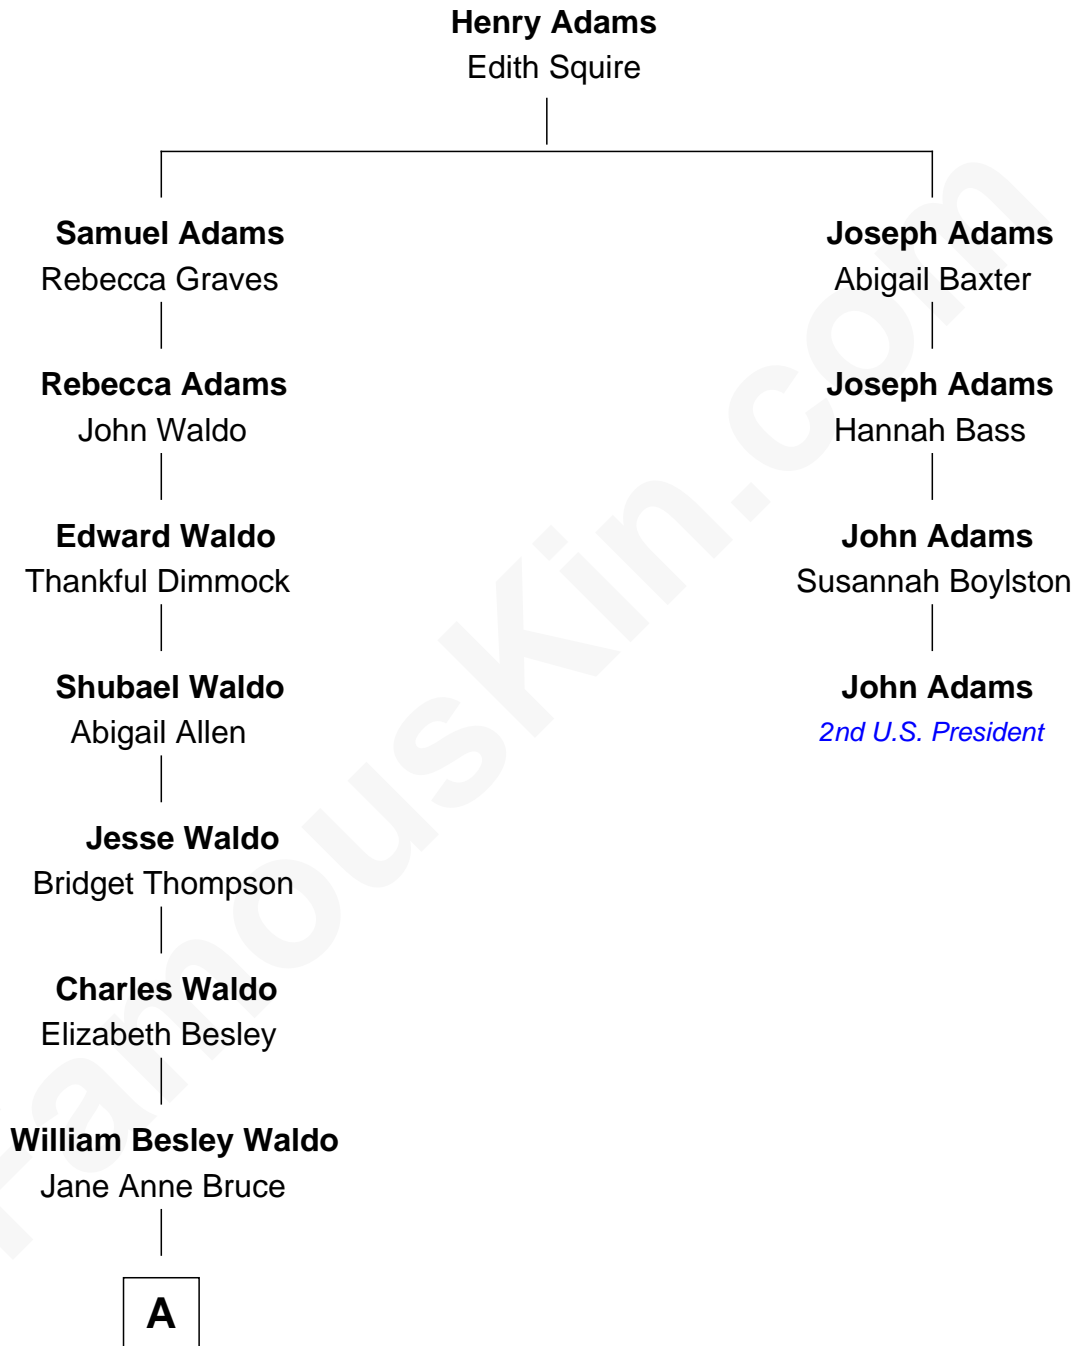 Henry Adams
Edith Squire
Samuel Adams
Rebecca Graves
Joseph Adams
Abigail Baxter
Rebecca Adams
John Waldo
Joseph Adams
Hannah Bass
Edward Waldo
Thankful Dimmock
John Adams
Susannah Boylston
Shubael Waldo
Abigail Allen
John Adams
2nd U.S. President
Jesse Waldo
Bridget Thompson
Charles Waldo
Elizabeth Besley
William Besley Waldo
Jane Anne Bruce
A
FamousKin.com